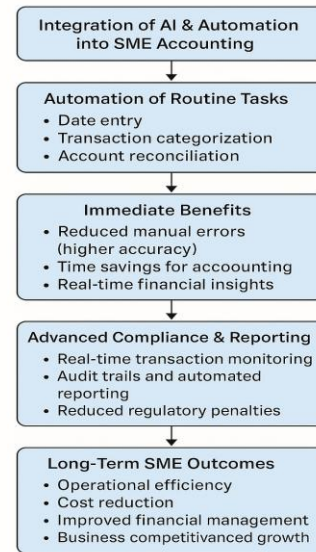 Integration of AI & Automation
into SME Accounting
Automation of Routine Tasks
• Date entry
• Transaction categorization
• Account reconciliation
Immediate Benefits
• Reduced manual errors
(higher accuracy)
• Time savings for accoounting
• Real-time financial insights
Advanced Compliance & Reporting
• Real-time transaction monitoring
• Audit trails and automated
reporting
• Reduced regulatory penalties
Long-Term SME Outcomes
• Operational efficiency
• Cost reduction
• Improved financial management
• Business competitivanced growth